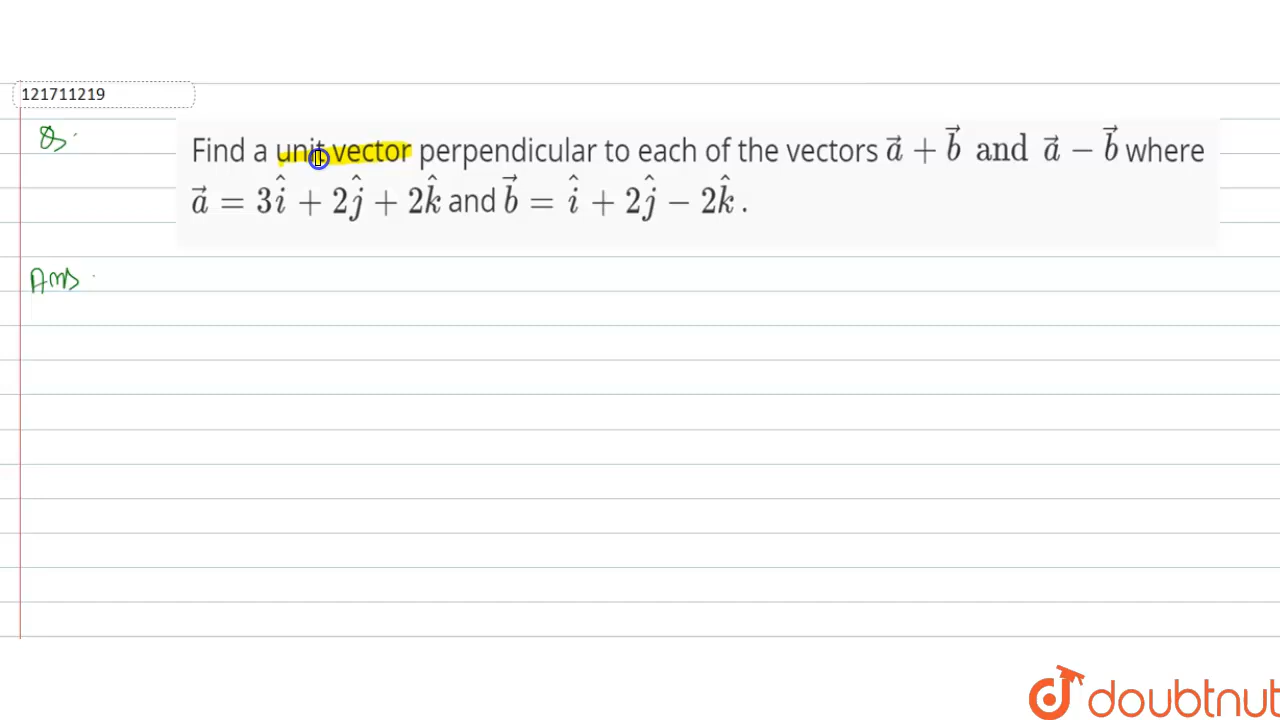 121711219
Q.
Find a unit vector perpendicular to each of the vectors $\vec{a} + \vec{b}$ and $\vec{a} - \vec{b}$ where
$\vec{a} = 3\hat{i} + 2\hat{j} + 2\hat{k}$ and $\vec{b} = \hat{i} + 2\hat{j} - 2\hat{k}$ .
Ans
doubtnut